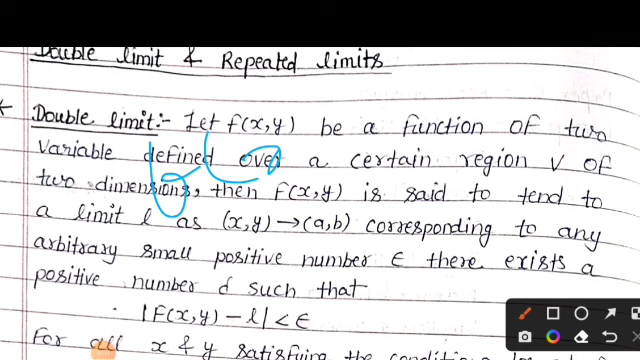 Double limit & Repeated limits
Double limit:- Let f(x,y) be a function of two
variable defined over a certain region V of
two dimensions, then f(x,y) is said to tend to
a limit l as (x,y) → (a,b) corresponding to any
arbitrary small positive number ϵ there exists a
positive number d such that
|f(x,y) - l| < ϵ
For all x & y satisfying the conditions